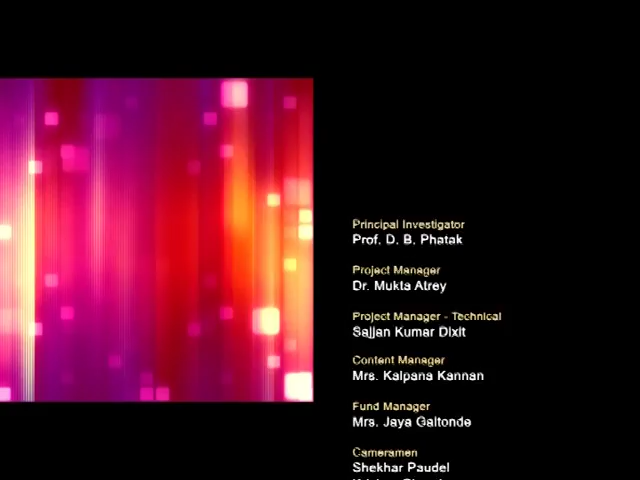 Principal Investigator
Prof. D. B. Phatak
Project Manager
Dr. Mukta Atrey
Project Manager - Technical
Sajjan Kumar Dixit
Content Manager
Mrs. Kalpana Kannan
Fund Manager
Mrs. Jaya Gaitonde
Cameramen
Shekhar Paudel